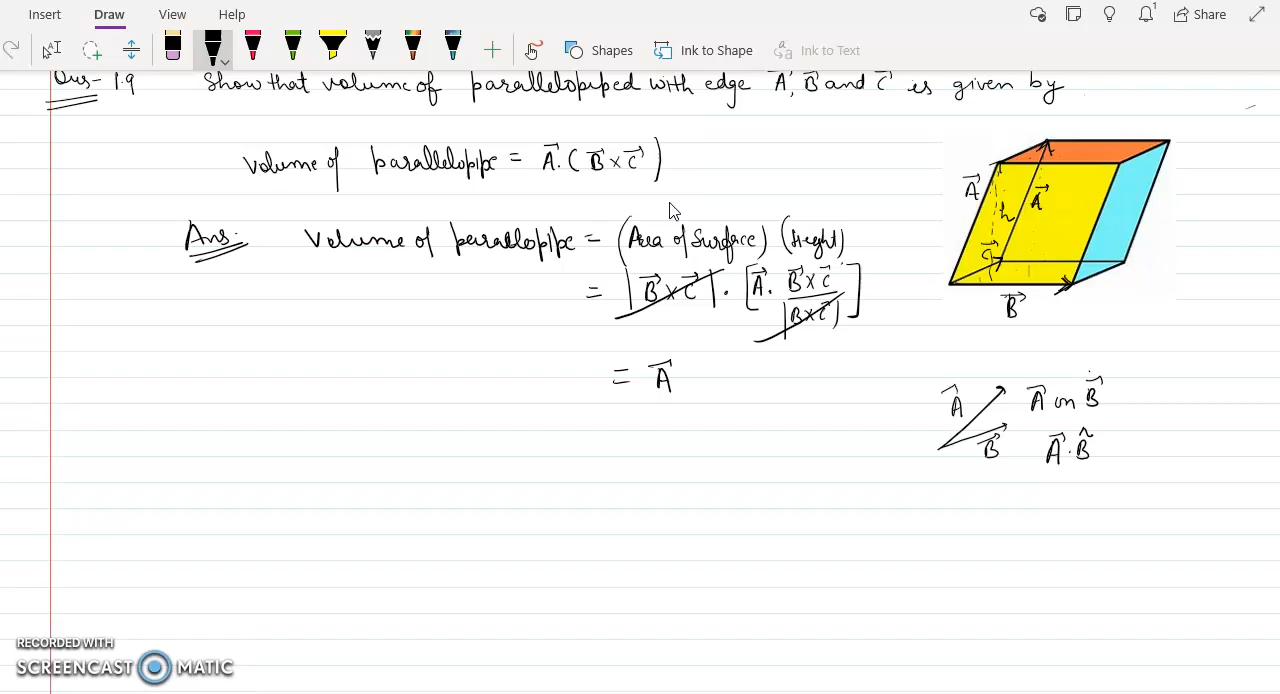 Insert Draw View Help
Share
Shapes Ink to Shape Ink to Text
Qus- 1.9 Show that volume of parallelopiped with edge A⃗, B⃗ and C⃗ is given by
Volume of parallelopipe = A⃗.(B⃗ × C⃗)
Ans. Volume of parallopipe = (Area of Surface) (Height)
= |B⃗ × C⃗| · [A⃗. B⃗ × C⃗ / |B × C⃗|]
= A⃗
A⃗ A⃗
h
C⃗
B⃗
A⃗ on B⃗
A⃗
B⃗
A⃗ · B̂
RECORDED WITH
SCREENCAST MATIC